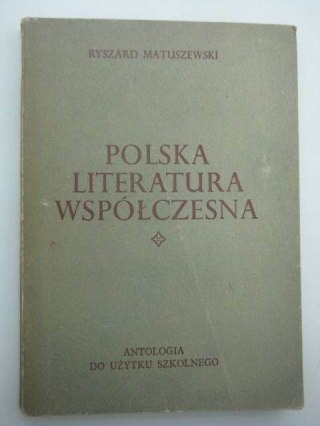 RYSZARD MATUSZEWSKI
POLSKA
LITERATURA
WSPÓŁCZESNA
ANTOLOGIA
DO UŻYTKU SZKOLNEGO